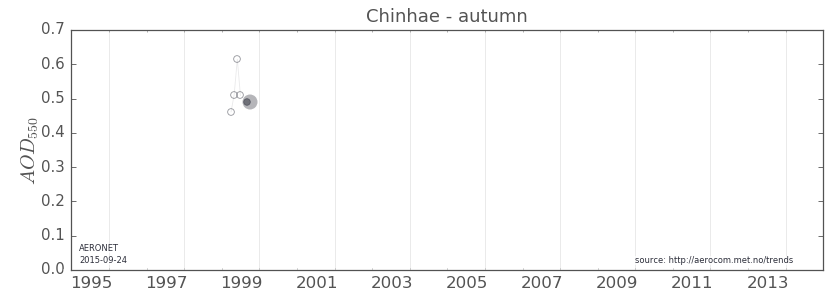 Chinhae - autumn
0.7
0.6
0.5
0.4
0.3
0.2
0.1
0.0
AOD550
AERONET
2015-09-24
source: http://aerocom.met.no/trends
1995 1997 1999 2001 2003 2005 2007 2009 2011 2013